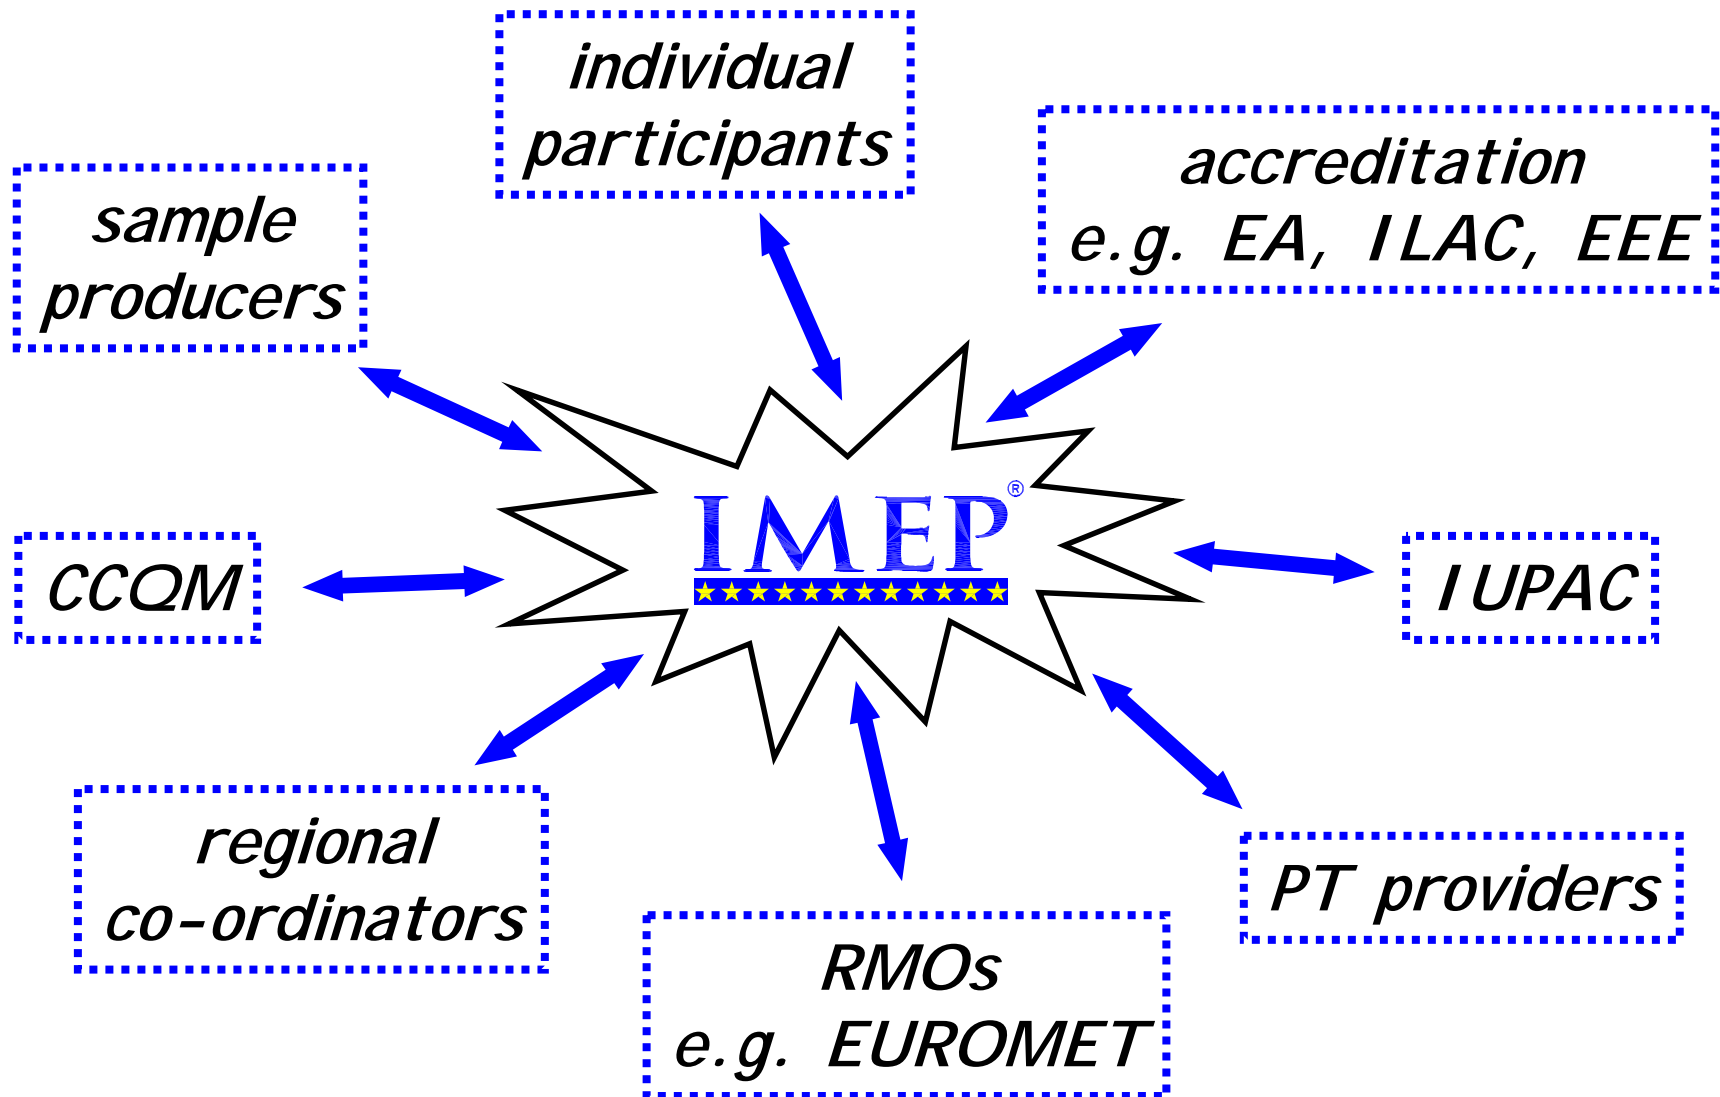 individual
participants
accreditation
e.g. EA, ILAC, EEE
sample
producers
IMEP®
CCQM
IUPAC
regional
co-ordinators
PT providers
RMOs
e.g. EUROMET